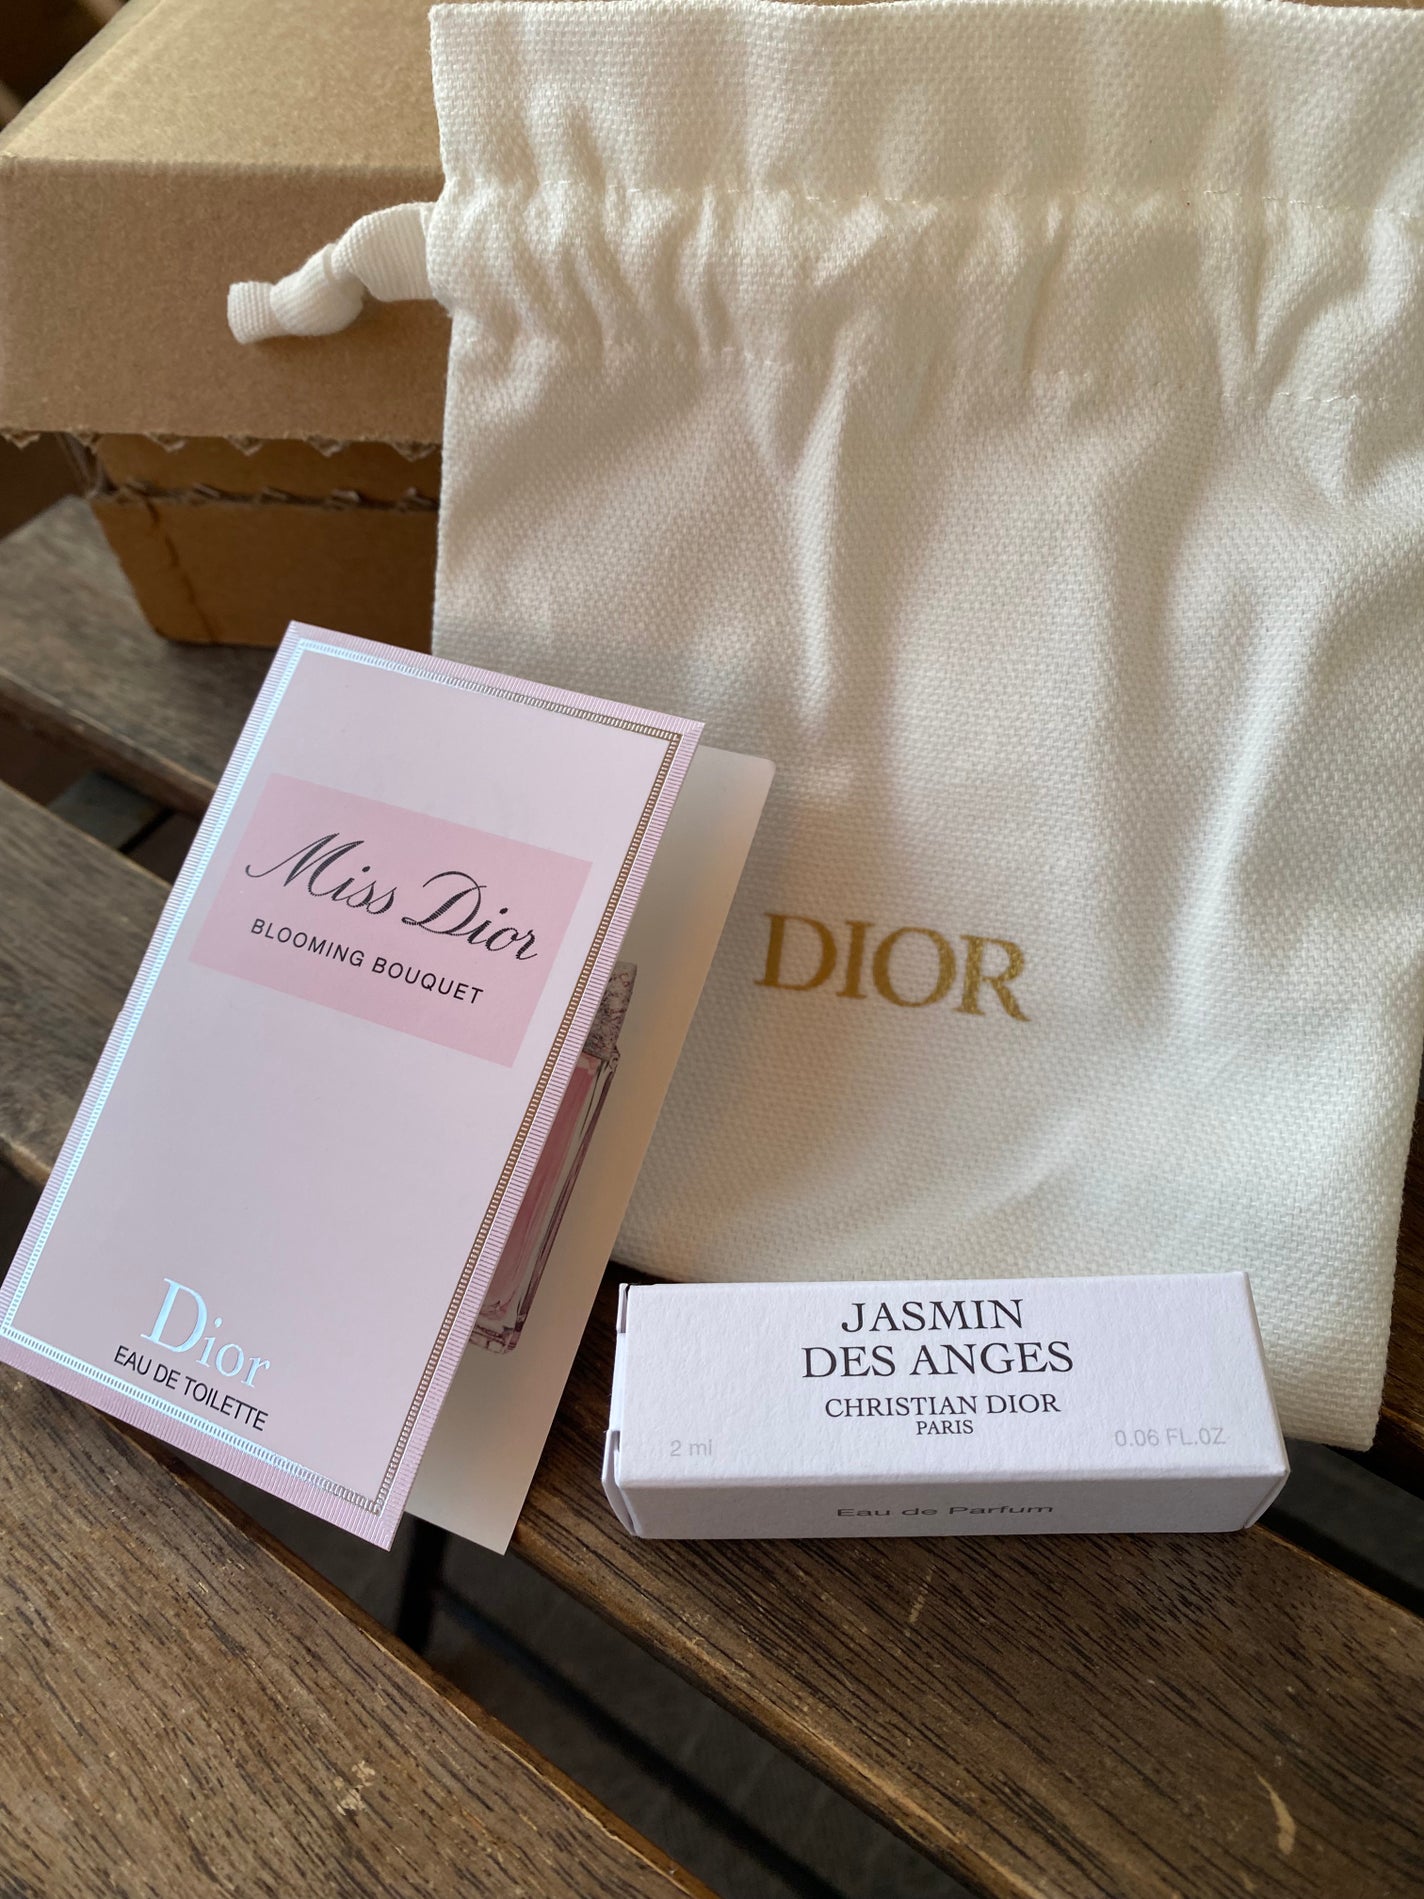 Miss Dior
BLOOMING BOUQUET
Dior
EAU DE TOILETTE
DIOR
JASMIN
DES ANGES
CHRISTIAN DIOR
PARIS
2 ml
0.06 FL.OZ
Eau de Parfum